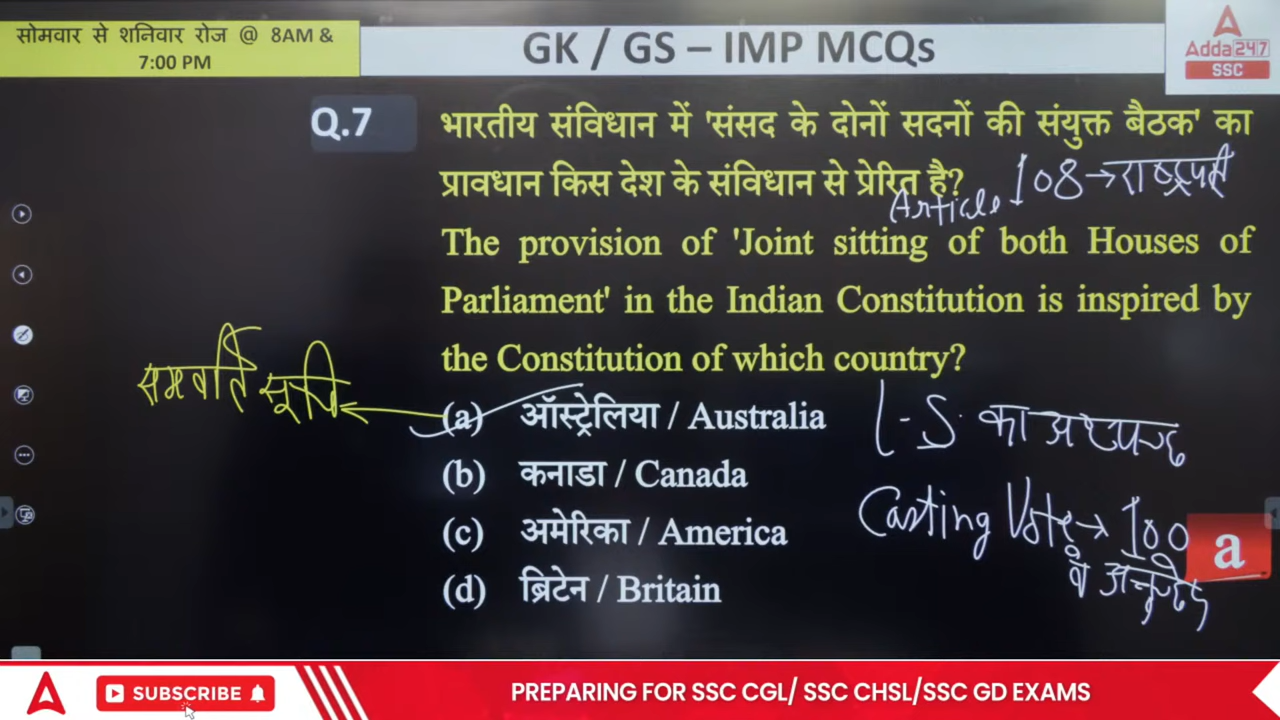 सोमवार से शनिवार रोज @ 8AM &
7:00 PM
GK / GS – IMP MCQs
Adda247
SSC
Q.7
भारतीय संविधान में 'संसद के दोनों सदनों की संयुक्त बैठक' का
प्रावधान किस देश के संविधान से प्रेरित है?
Article 108→राष्ट्रपती
The provision of 'Joint sitting of both Houses of
Parliament' in the Indian Constitution is inspired by
the Constitution of which country?
समवर्ति सूचि
(a) ऑस्ट्रेलिया / Australia
L.S. का
(b) कनाडा / Canada
(c) अमेरिका / America
Casting Vote→ 100
वे अनुच्छेद
a
(d) ब्रिटेन / Britain
SUBSCRIBE
PREPARING FOR SSC CGL/ SSC CHSL/SSC GD EXAMS